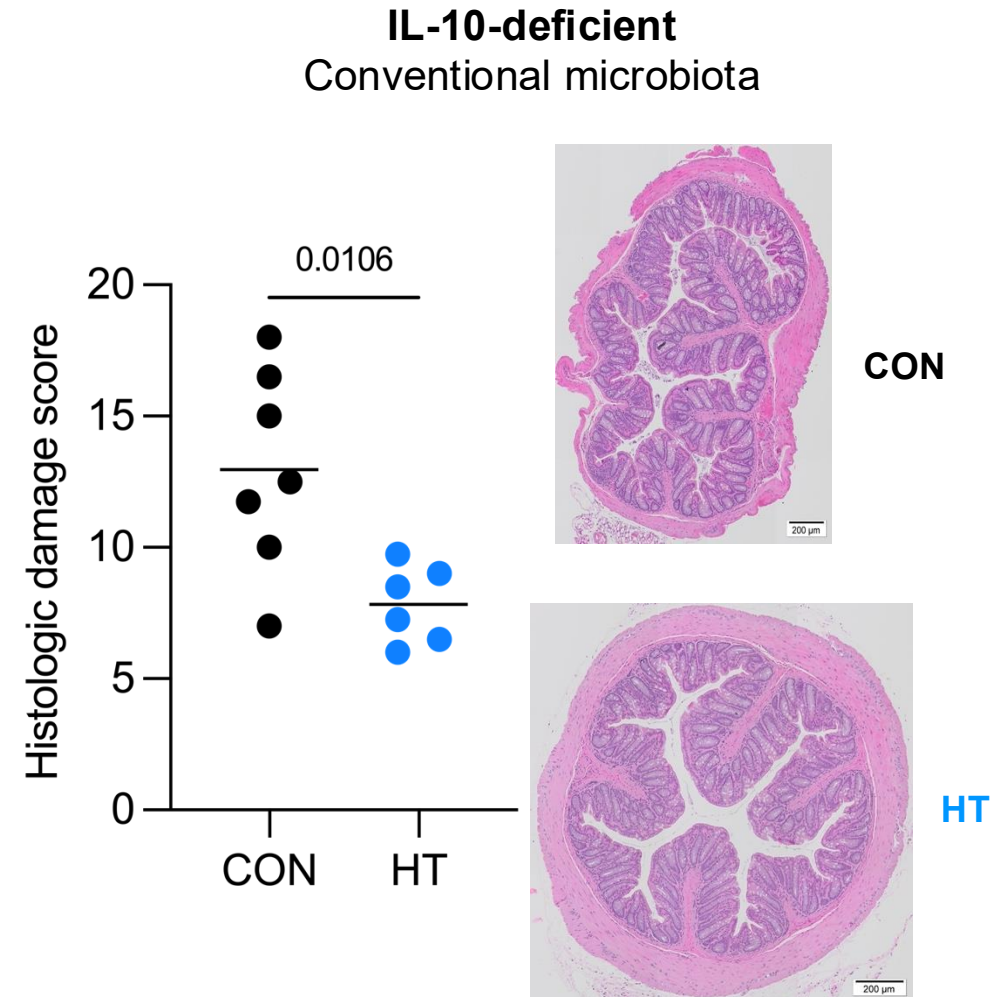 IL-10-deficient
Conventional microbiota
0.0106
20
15
10
5
0
Histologic damage score
CON
HT
CON
200 µm
HT
200 µm